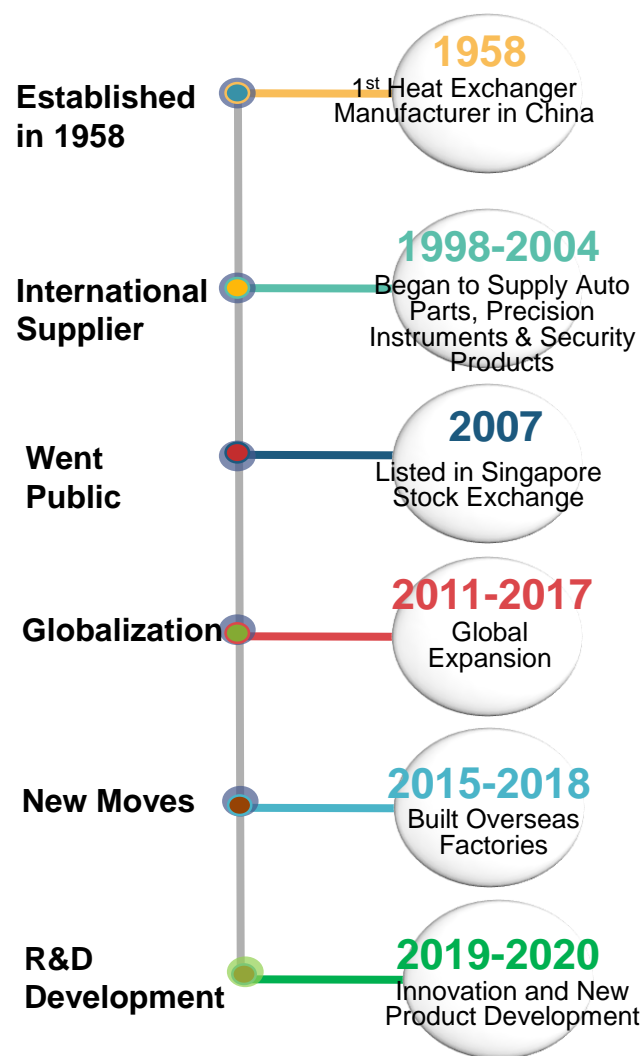 Established
in 1958
1958
1st Heat Exchanger
Manufacturer in China
International
Supplier
1998-2004
Began to Supply Auto
Parts, Precision
Instruments & Security
Products
Went
Public
2007
Listed in Singapore
Stock Exchange
Globalization
2011-2017
Global
Expansion
New Moves
2015-2018
Built Overseas
Factories
R&D
Development
2019-2020
Innovation and New
Product Development